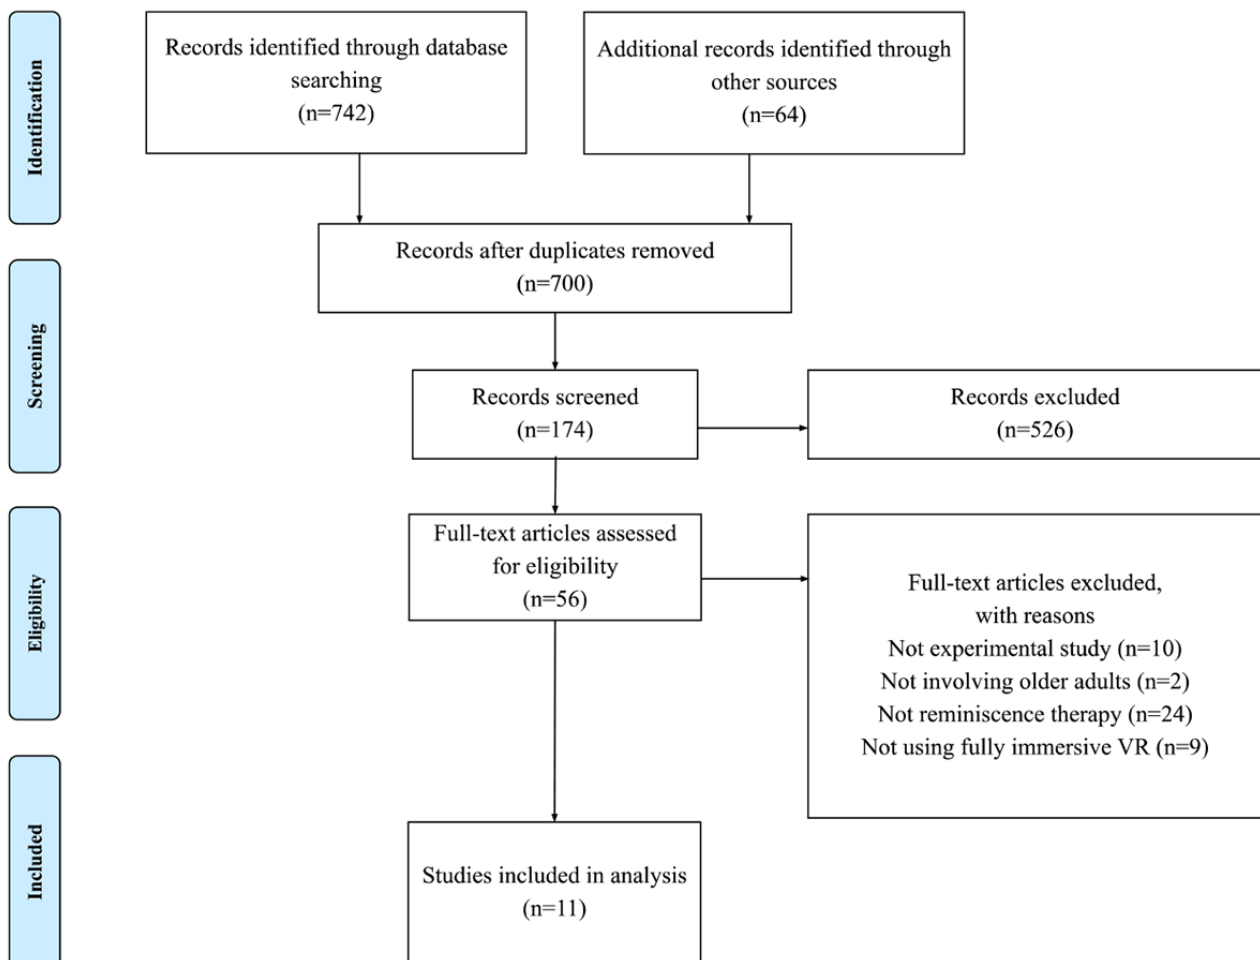 Identification
Records identified through database
searching
(n=742)
Additional records identified through
other sources
(n=64)
Records after duplicates removed
(n=700)
Screening
Records screened
(n=174)
Records excluded
(n=526)
Eligibility
Full-text articles assessed
for eligibility
(n=56)
Full-text articles excluded,
with reasons
Not experimental study (n=10)
Not involving older adults (n=2)
Not reminiscence therapy (n=24)
Not using fully immersive VR (n=9)
Included
Studies included in analysis
(n=11)